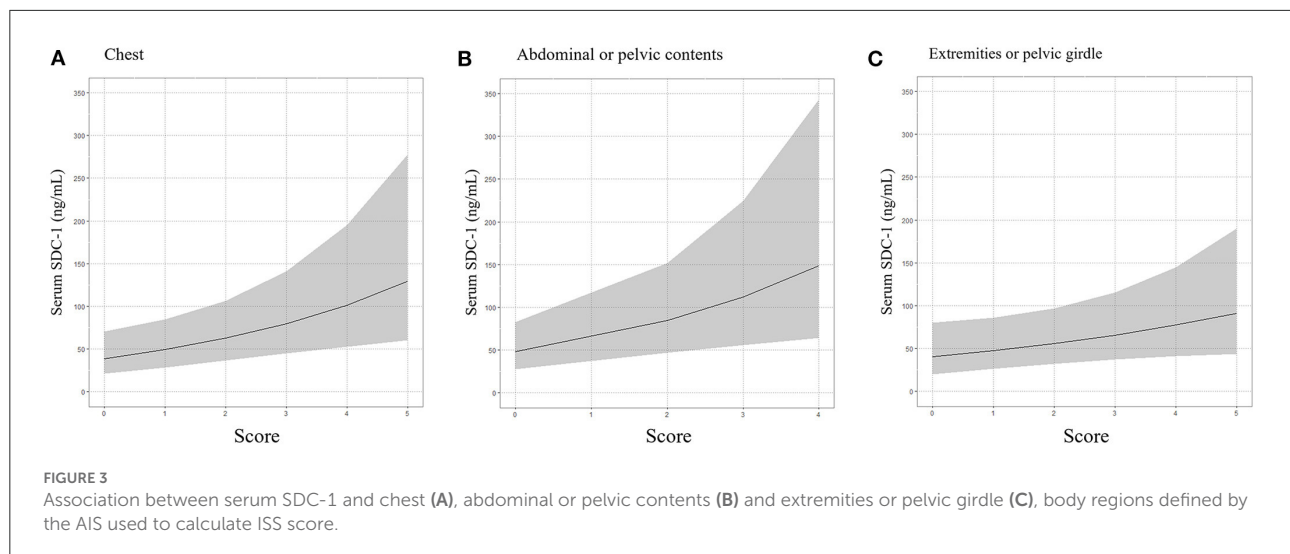 A Chest
350
300
250
200
150
100
50
0
Serum SDC-1 (ng/mL)
0 1 2 3 4 5
Score
B Abdominal or pelvic contents
350
300
250
200
150
100
50
0
Serum SDC-1 (ng/mL)
0 1 2 3 4
Score
C Extremities or pelvic girdle
350
300
250
200
150
100
50
0
Serum SDC-1 (ng/mL)
0 1 2 3 4 5
Score
FIGURE 3
Association between serum SDC-1 and chest (A), abdominal or pelvic contents (B) and extremities or pelvic girdle (C), body regions defined by
the AIS used to calculate ISS score.